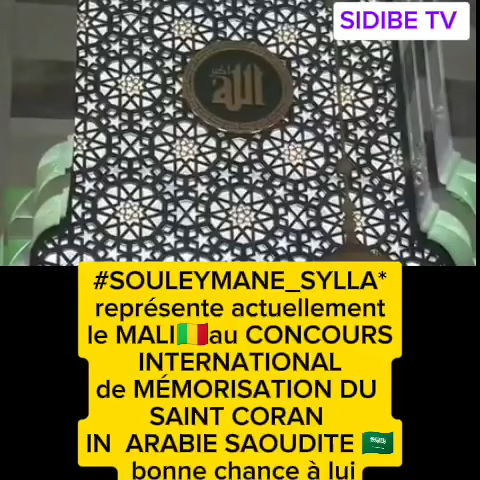 SIDIBE TV
الله أكبر
#SOULEYMANE_SYLLA*
représente actuellement
le MALI🇲🇱au CONCOURS
INTERNATIONAL
de MÉMORISATION DU
SAINT CORAN
IN ARABIE SAOUDITE 🇸🇦
bonne chance à lui